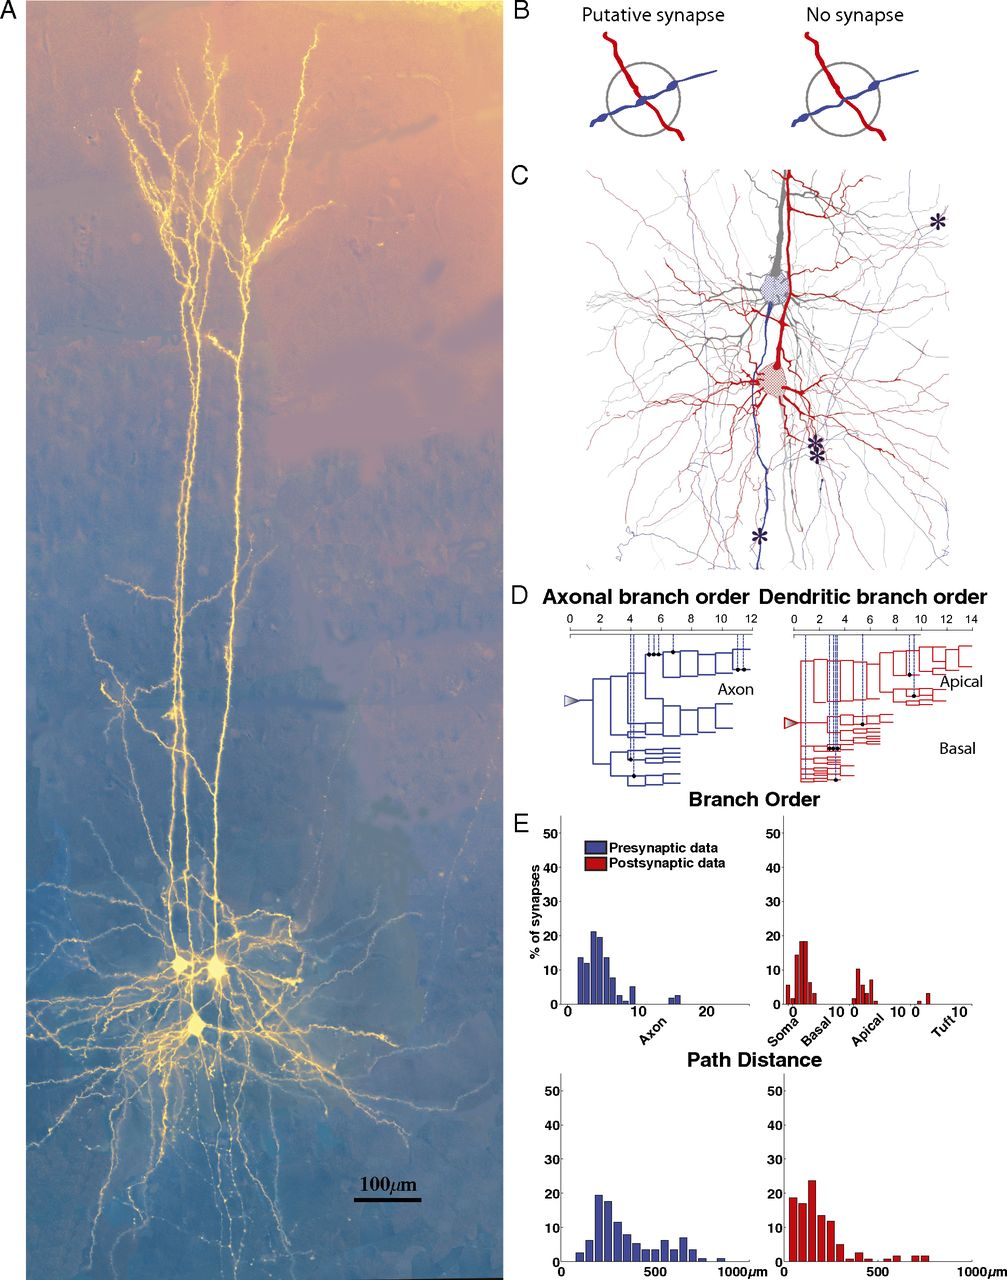 A
100μm
B
Putative synapse
No synapse
C
*
*
*
*
D
Axonal branch order
Dendritic branch order
0 2 4 6 8 10 12
0 2 4 6 8 10 12 14
Axon
Apical
Basal
Branch Order
E
50
40
30
20
10
0
% of synapses
Presynaptic data
Postsynaptic data
0 10 20
Axon
50
40
30
20
10
0
0 10 0 10 0 10
Soma Basal Apical Tuft
Path Distance
50
40
30
20
10
0
0 500 1000μm
50
40
30
20
10
0
0 500 1000μm